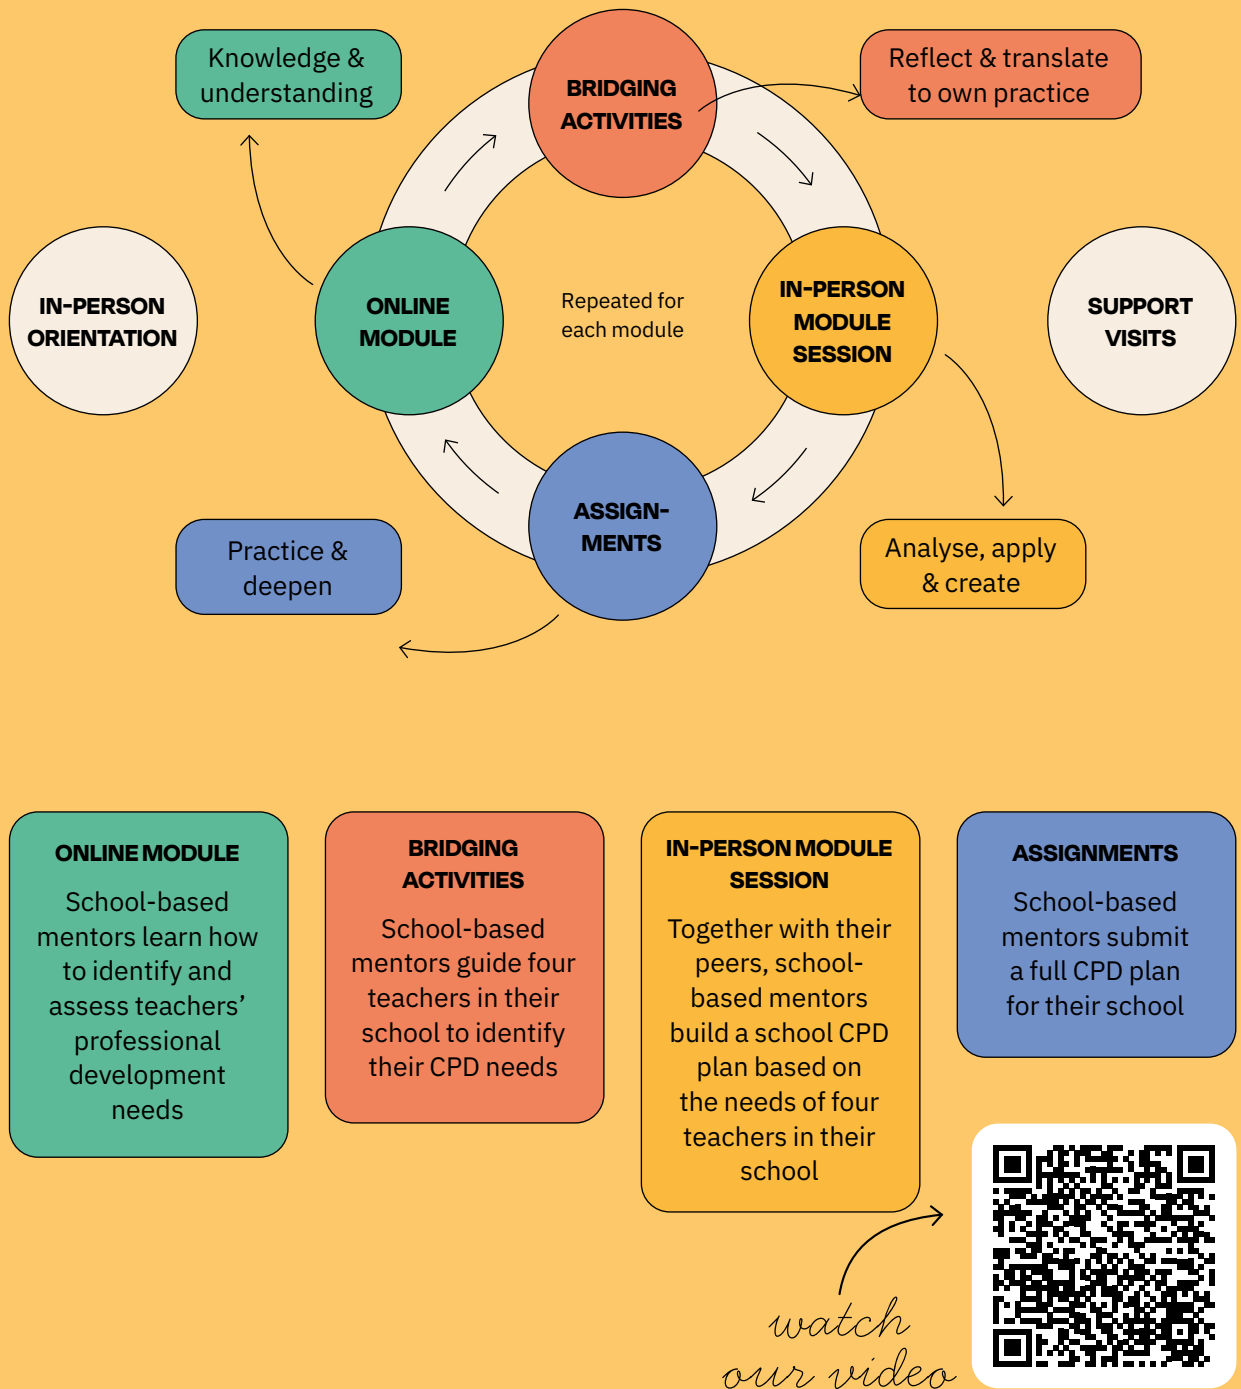 Knowledge &
understanding
BRIDGING
ACTIVITIES
Reflect & translate
to own practice
IN-PERSON
ORIENTATION
ONLINE
MODULE
Repeated for
each module
IN-PERSON
MODULE
SESSION
SUPPORT
VISITS
ASSIGN-
MENTS
Practice &
deepen
Analyse, apply
& create
ONLINE MODULE
School-based
mentors learn how
to identify and
assess teachers’
professional
development
needs
BRIDGING
ACTIVITIES
School-based
mentors guide four
teachers in their
school to identify
their CPD needs
IN-PERSON MODULE
SESSION
Together with their
peers, school-
based mentors
build a school CPD
plan based on
the needs of four
teachers in their
school
ASSIGNMENTS
School-based
mentors submit
a full CPD plan
for their school
watch
our video